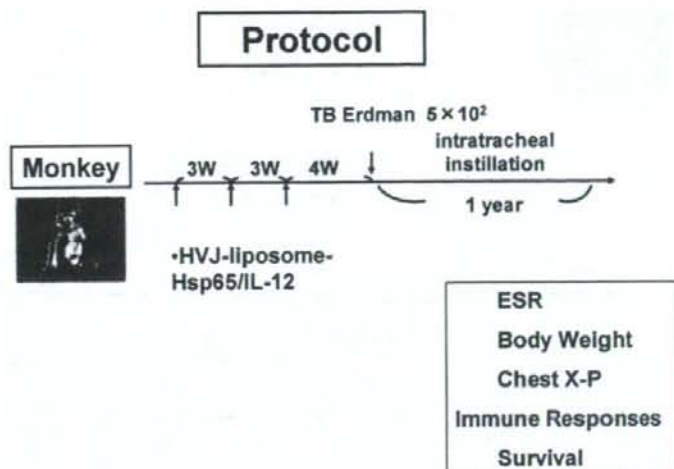 Protocol
TB Erdman 5×10²
intratracheal
instillation
Monkey
3W 3W 4W
1 year
•HVJ-liposome-
Hsp65/IL-12
ESR
Body Weight
Chest X-P
Immune Responses
Survival